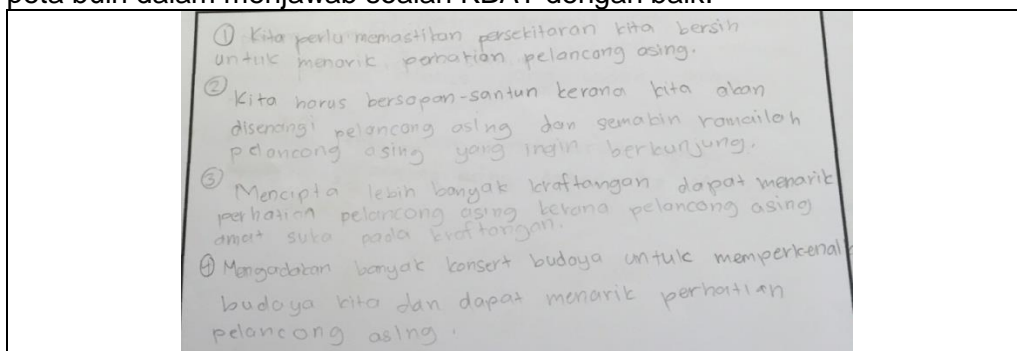 peta buih dalam menjawab soalan KBAT dengan baik.
① Kita perlu memastikan persekitaran kita bersih
untuk menarik perhatian pelancong asing.
② Kita harus bersopan-santun kerana kita akan
disenangi pelancong asing dan semakin ramailah
pelancong asing yang ingin berkunjung.
③ Mencipta lebih banyak kraftangan dapat menarik
perhatian pelancong asing kerana pelancong asing
amat suka pada kraftangan.
④ Mengadakan banyak konsert budaya untuk memperkenal
budaya kita dan dapat menarik perhatian
pelancong asing.